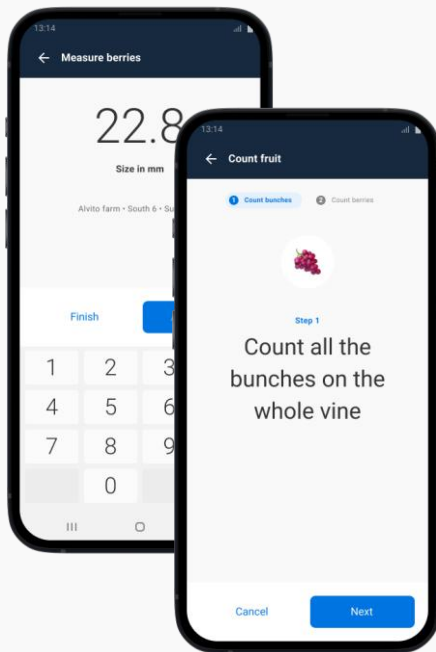 13:14
Measure berries
22.8
Size in mm
Alvito farm • South 6 •
Finish
1 2 3
4 5 6
7 8 9
0
13:14
Count fruit
1 Count bunches 2 Count berries
Step 1
Count all the
bunches on the
whole vine
Cancel Next